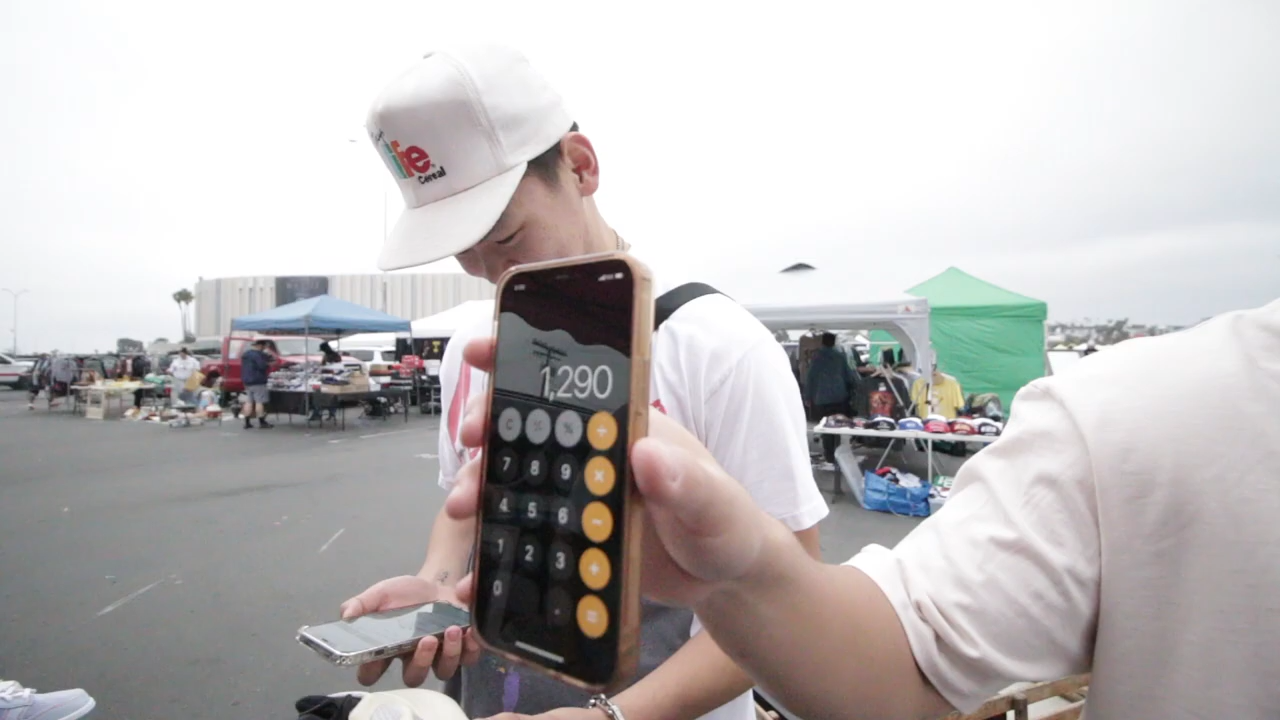 life
Cereal
1,290
C % ÷
7 8 9 ×
4 5 6 −
1 2 3 +
0 . =